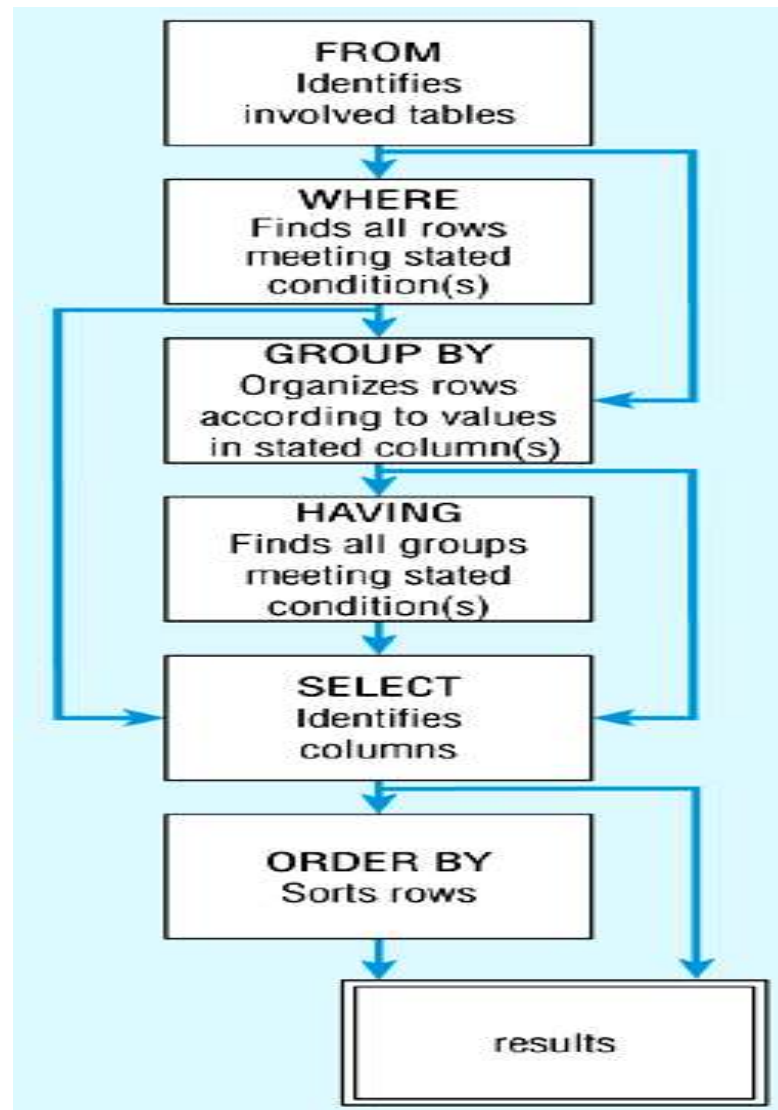 FROM
Identifies
involved tables
WHERE
Finds all rows
meeting stated
condition(s)
GROUP BY
Organizes rows
according to values
in stated column(s)
HAVING
Finds all groups
meeting stated
condition(s)
SELECT
Identifies
columns
ORDER BY
Sorts rows
results